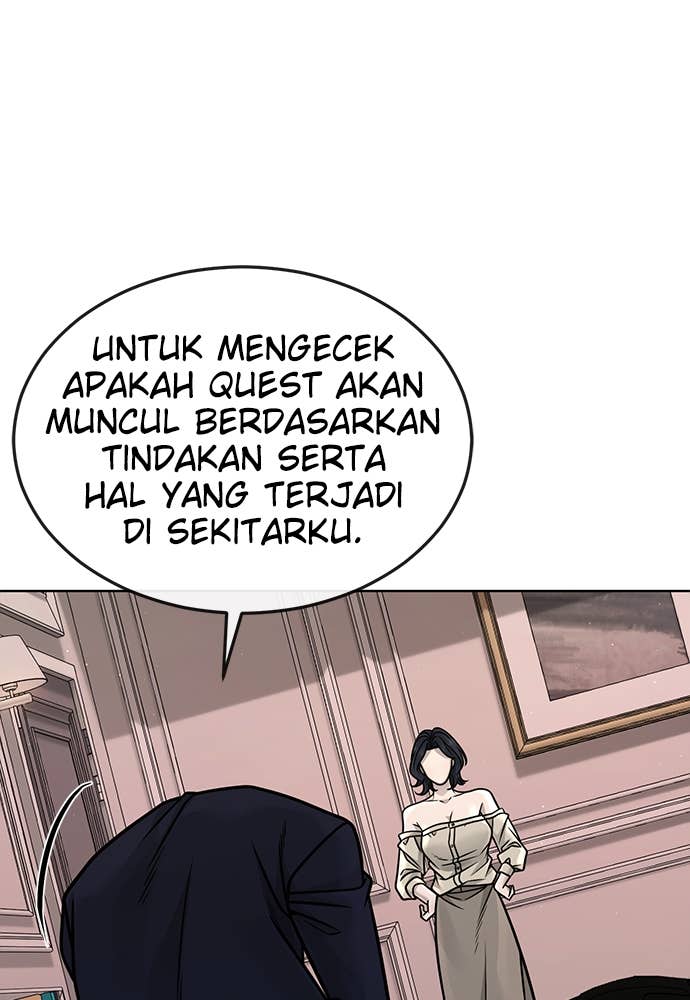 UNTUK MENGECEK
APAKAH QUEST AKAN
MUNCUL BERDASARKAN
TINDAKAN SERTA
HAL YANG TERJADI
DI SEKITARKU.